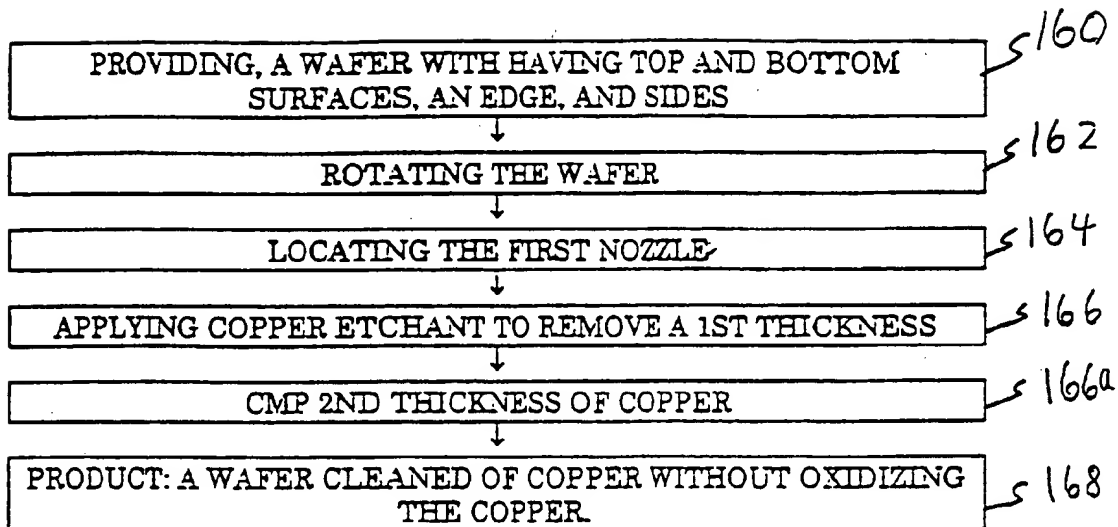 160
PROVIDING, A WAFER WITH HAVING TOP AND BOTTOM
SURFACES, AN EDGE, AND SIDES
↓
162
ROTATING THE WAFER
↓
164
LOCATING THE FIRST NOZZLE
↓
166
APPLYING COPPER ETCHANT TO REMOVE A 1ST THICKNESS
↓
166a
CMP 2ND THICKNESS OF COPPER
↓
168
PRODUCT: A WAFER CLEANED OF COPPER WITHOUT OXIDIZING
THE COPPER.